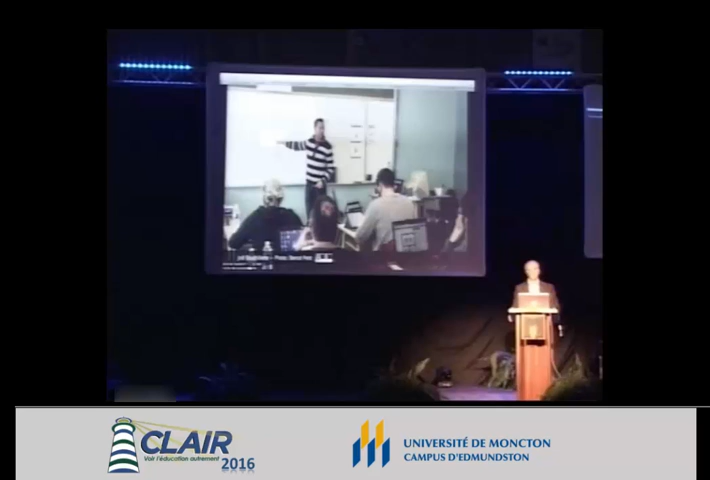 CLAIR
Voir l'éducation autrement
2016
UNIVERSITÉ DE MONCTON
CAMPUS D'EDMUNDSTON